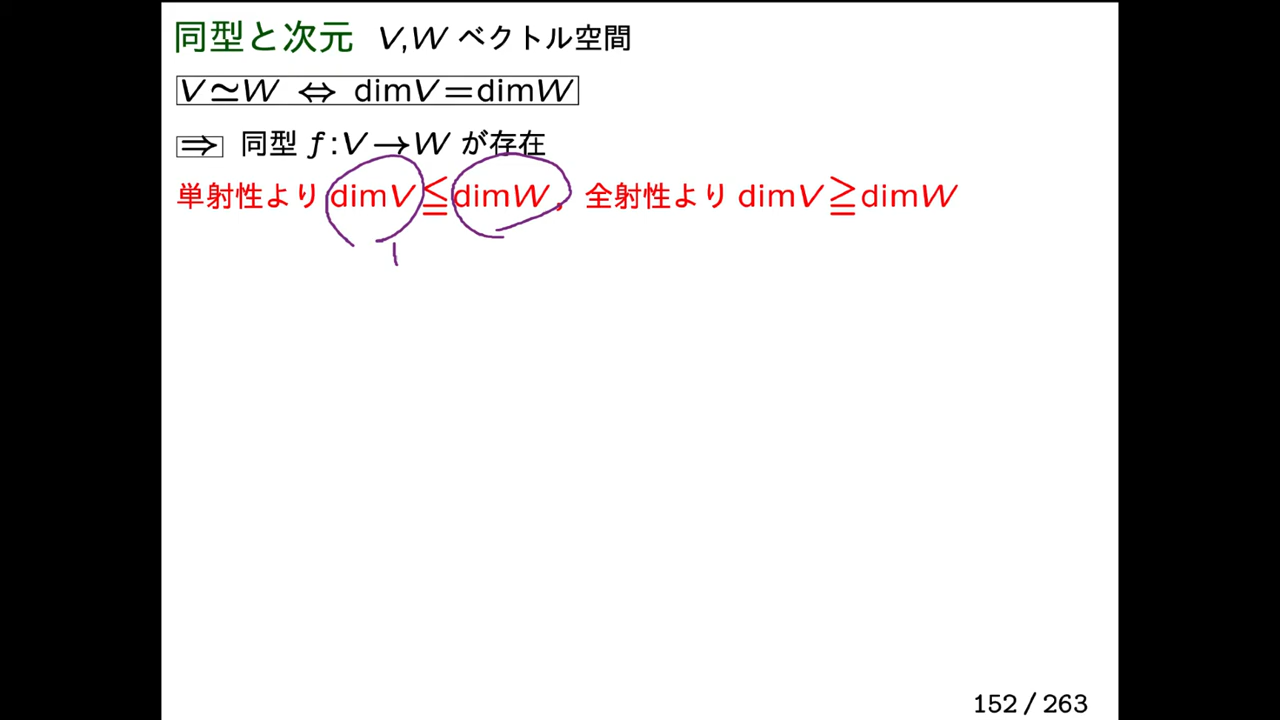 同型と次元 V,W ベクトル空間
V≃W ⇔ dimV=dimW
⇒ 同型 f:V→W が存在
単射性より dimV≦dimW, 全射性より dimV≧dimW
152 / 263